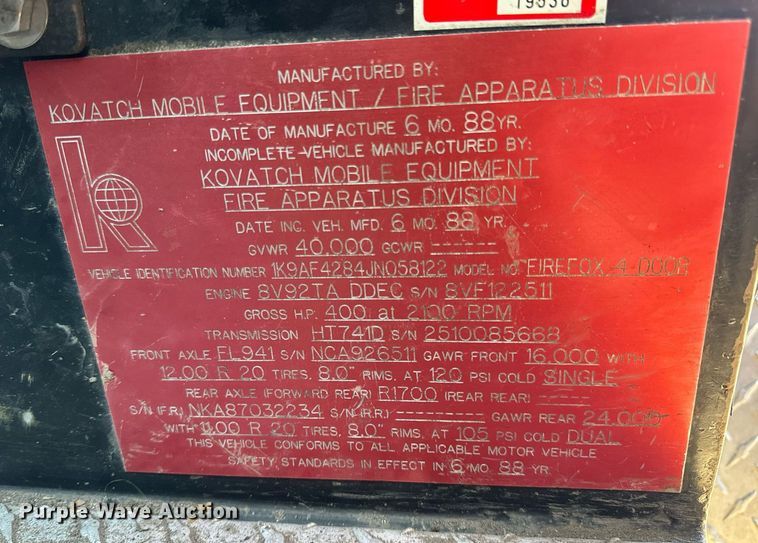 19538
MANUFACTURED BY:
KOVATCH MOBILE EQUIPMENT / FIRE APPARATUS DIVISION
DATE OF MANUFACTURE 6 MO. 88 YR.
INCOMPLETE VEHICLE MANUFACTURED BY:
KOVATCH MOBILE EQUIPMENT
FIRE APPARATUS DIVISION
DATE INC. VEH. MFD. 6 MO. 88 YR.
GVWR 40,000 GCWR ------
VEHICLE IDENTIFICATION NUMBER 1K9AF4284JN058122 MODEL NO. FIREFOX-4 DOOR
ENGINE 8V92TA DDEC S/N 8VF122511
GROSS H.P. 400 at 2100 RPM
TRANSMISSION HT741D S/N 2510085668
FRONT AXLE FL941 S/N NCA926511 GAWR FRONT 16,000 WITH
12.00 R 20 TIRES, 8.0" RIMS, AT 120 PSI COLD SINGLE
REAR AXLE (FORWARD REAR) R1700 (REAR REAR) -----
S/N (F.R.) NKA87032234 S/N (R.R.) --------- GAWR REAR 24,000
WITH 11.00 R 20 TIRES, 8.0" RIMS, AT 105 PSI COLD DUAL
THIS VEHICLE CONFORMS TO ALL APPLICABLE MOTOR VEHICLE
SAFETY STANDARDS IN EFFECT IN 6 MO. 88 YR.
Purple Wave Auction